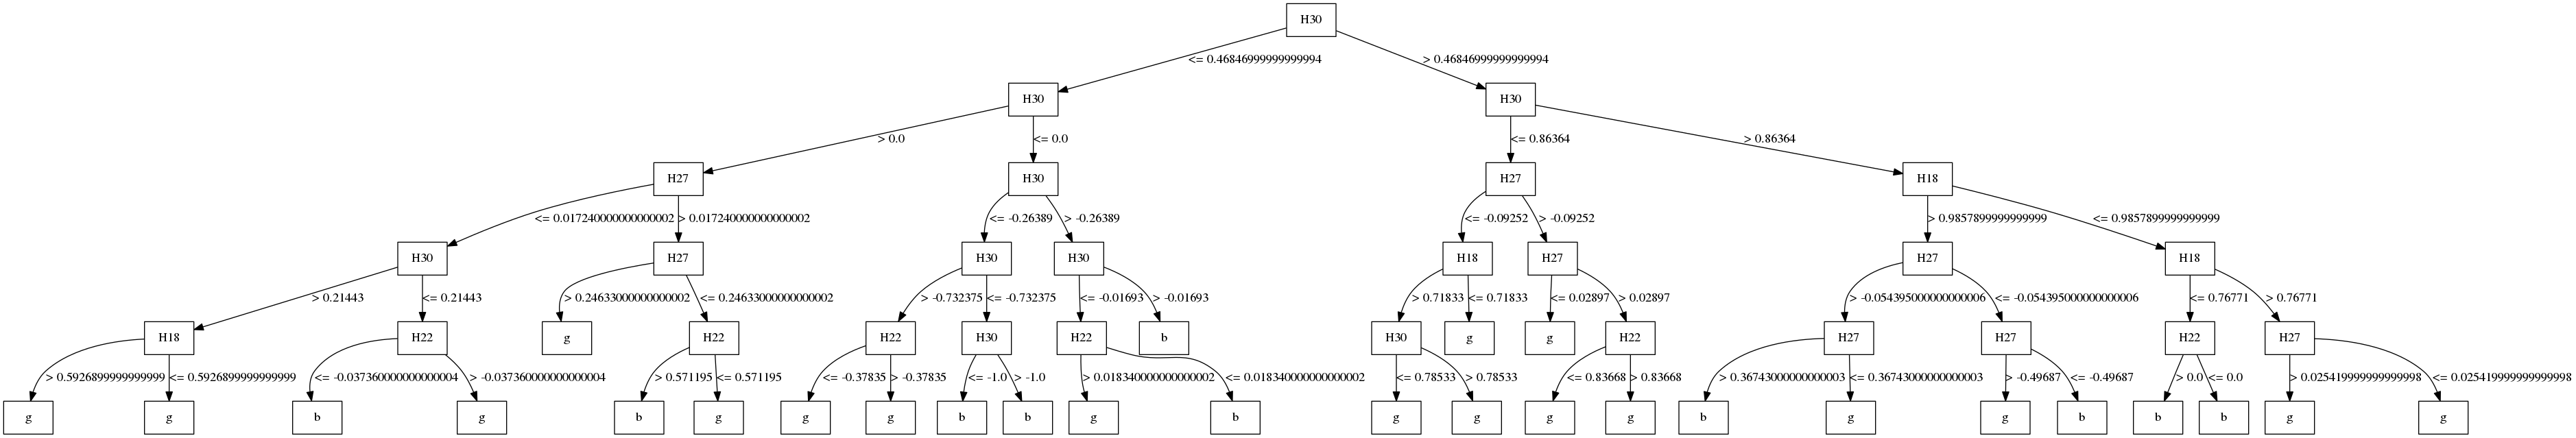 H30
<= 0.46846999999999994 > 0.46846999999999994
H30 H30
> 0.0 <= 0.0 <= 0.86364 > 0.86364
H27 H30 H27 H18
<= 0.017240000000000002 > 0.017240000000000002 <= -0.26389 > -0.26389 <= -0.09252 > -0.09252 > 0.9857899999999999 <= 0.9857899999999999
H30 H27 H30 H30 H18 H27 H27 H18
> 0.21443 <= 0.21443 > 0.24633000000000002 <= 0.24633000000000002 > -0.732375 <= -0.732375 <= -0.01693 > -0.01693 > 0.71833 <= 0.71833 <= 0.02897 > 0.02897 > -0.054395000000000006 <= -0.054395000000000006 <= 0.76771 > 0.76771
H18 H22 g H22 H22 H30 H22 b H30 g g H22 H27 H27 H22 H27
> 0.5926899999999999 <= 0.5926899999999999 <= -0.037360000000000004 > -0.037360000000000004 > 0.571195 <= 0.571195 <= -0.37835 > -0.37835 <= -1.0 > -1.0 > 0.018340000000000002 <= 0.018340000000000002 <= 0.78533 > 0.78533 <= 0.83668 > 0.83668 > 0.36743000000000003 <= 0.36743000000000003 > -0.49687 <= -0.49687 > 0.0 <= 0.0 > 0.025419999999999998 <= 0.025419999999999998
g g b g b g g g b b g b g g g g b g g b b b g g